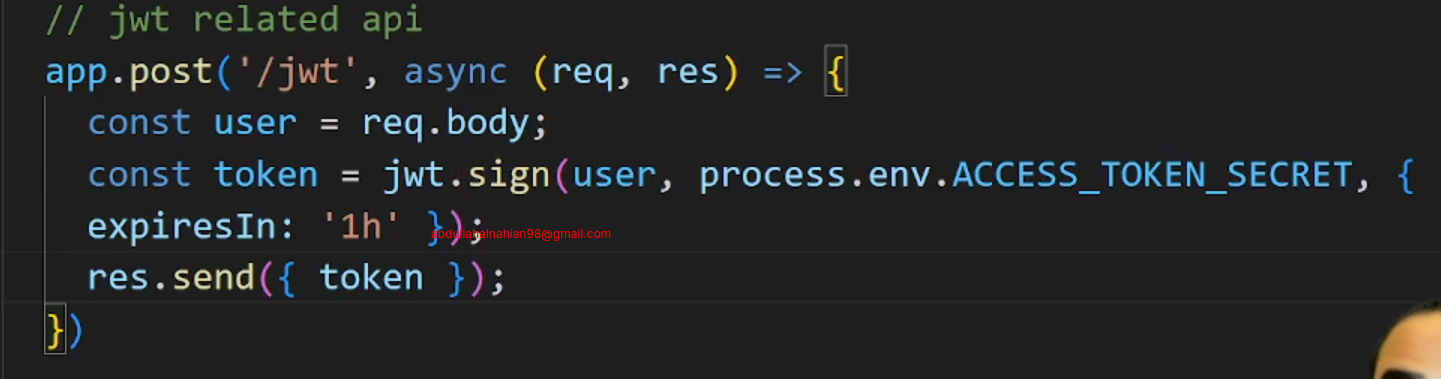 // jwt related api
app.post('/jwt', async (req, res) => {
const user = req.body;
const token = jwt.sign(user, process.env.ACCESS_TOKEN_SECRET, {
expiresIn: '1h' });
abdullahalnahian98@gmail.com
res.send({ token });
})